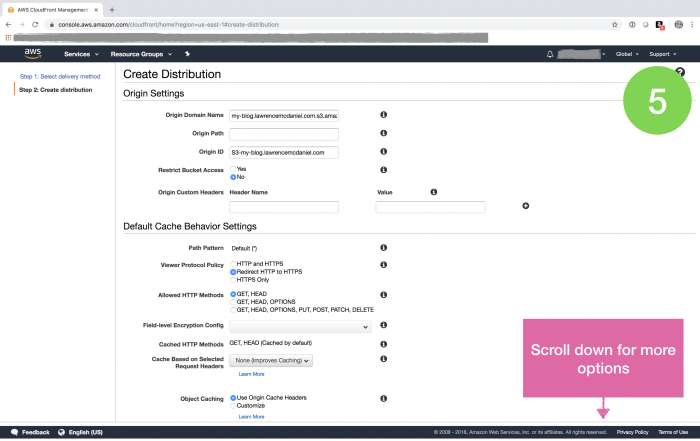 AWS CloudFront Management
console.aws.amazon.com/cloudfront/home?region=us-east-1#create-distribution:
aws
Services
Resource Groups
Global
Support
Step 1: Select delivery method
Step 2: Create distribution
Create Distribution
5
Origin Settings
Origin Domain Name my-blog.lawrencemcdaniel.com.s3.ama
Origin Path
Origin ID S3-my-blog.lawrencemcdaniel.com
Restrict Bucket Access Yes
No
Origin Custom Headers Header Name Value
Default Cache Behavior Settings
Path Pattern Default (*)
Viewer Protocol Policy HTTP and HTTPS
Redirect HTTP to HTTPS
HTTPS Only
Allowed HTTP Methods GET, HEAD
GET, HEAD, OPTIONS
GET, HEAD, OPTIONS, PUT, POST, PATCH, DELETE
Field-level Encryption Config
Cached HTTP Methods GET, HEAD (Cached by default)
Cache Based on Selected
Request Headers
None (Improves Caching)
Learn More
Scroll down for more
options
Object Caching Use Origin Cache Headers
Customize
Learn More
Feedback English (US) © 2008 - 2018, Amazon Web Services, Inc. or its affiliates. All rights reserved. Privacy Policy Terms of Use